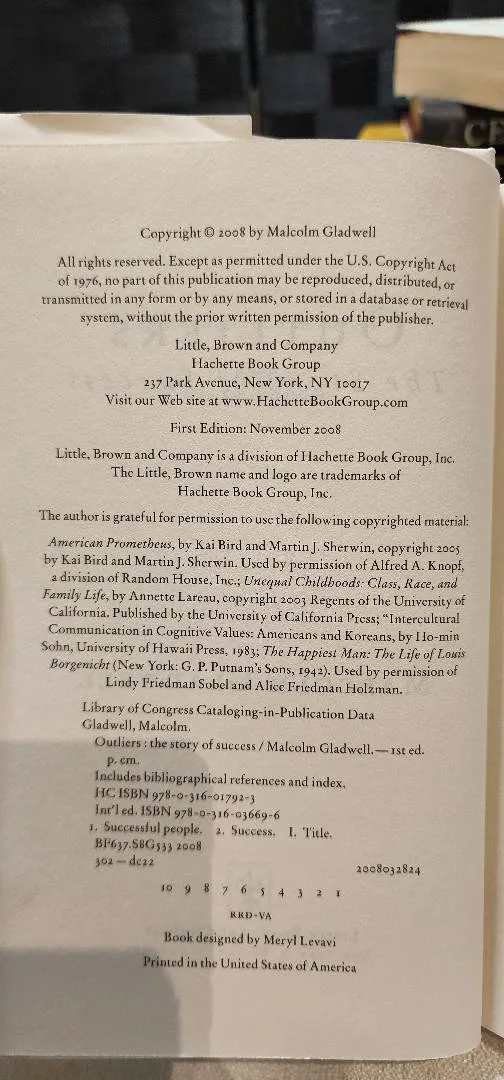 Copyright © 2008 by Malcolm Gladwell
All rights reserved. Except as permitted under the U.S. Copyright Act
of 1976, no part of this publication may be reproduced, distributed, or
transmitted in any form or by any means, or stored in a database or retrieval
system, without the prior written permission of the publisher.
Little, Brown and Company
Hachette Book Group
237 Park Avenue, New York, NY 10017
Visit our Web site at www.HachetteBookGroup.com
First Edition: November 2008
Little, Brown and Company is a division of Hachette Book Group, Inc.
The Little, Brown name and logo are trademarks of
Hachette Book Group, Inc.
The author is grateful for permission to use the following copyrighted material:
American Prometheus, by Kai Bird and Martin J. Sherwin, copyright 2005
by Kai Bird and Martin J. Sherwin. Used by permission of Alfred A. Knopf,
a division of Random House, Inc.; Unequal Childhoods: Class, Race, and
Family Life, by Annette Lareau, copyright 2003 Regents of the University of
California. Published by the University of California Press; "Intercultural
Communication in Cognitive Values: Americans and Koreans, by Ho-min
Sohn, University of Hawaii Press, 1983; The Happiest Man: The Life of Louis
Borgenicht (New York: G. P. Putnam's Sons, 1942). Used by permission of
Lindy Friedman Sobel and Alice Friedman Holzman.
Library of Congress Cataloging-in-Publication Data
Gladwell, Malcolm.
Outliers : the story of success / Malcolm Gladwell.—1st ed.
p. cm.
Includes bibliographical references and index.
HC ISBN 978-0-316-01792-3
Int'l ed. ISBN 978-0-316-03669-6
1. Successful people. 2. Success. I. Title.
BF637.S8G533 2008
302—dc22
2008032824
10 9 8 7 6 5 4 3 2 1
RRD-VA
Book designed by Meryl Levavi
Printed in the United States of America